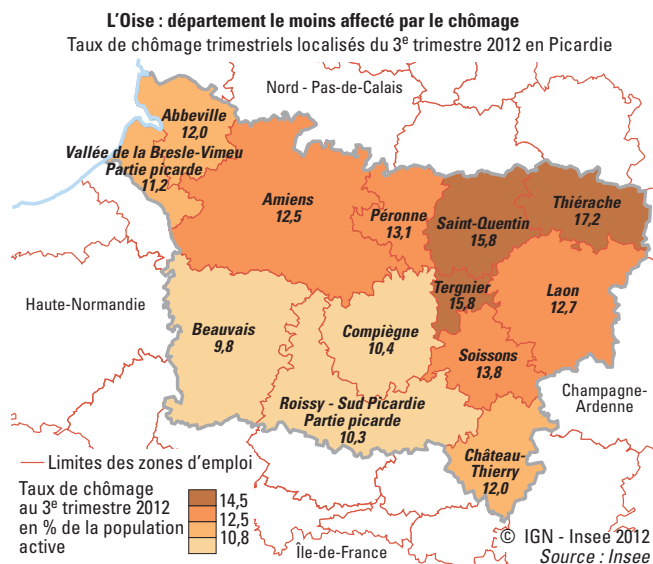 L'Oise : département le moins affecté par le chômage
Taux de chômage trimestriels localisés du 3e trimestre 2012 en Picardie
Nord - Pas-de-Calais
Abbeville
12,0
Vallée de la Bresle-Vimeu
Partie picarde
11,2
Amiens
12,5
Péronne
13,1
Saint-Quentin
15,8
Thiérache
17,2
Tergnier
15,8
Laon
12,7
Haute-Normandie
Beauvais
9,8
Compiègne
10,4
Soissons
13,8
Roissy - Sud Picardie
Partie picarde
10,3
Champagne-
Ardenne
Château-
Thierry
12,0
Limites des zones d'emploi
Taux de chômage
au 3e trimestre 2012
en % de la population
active
14,5
12,5
10,8
Île-de-France
© IGN - Insee 2012
Source : Insee